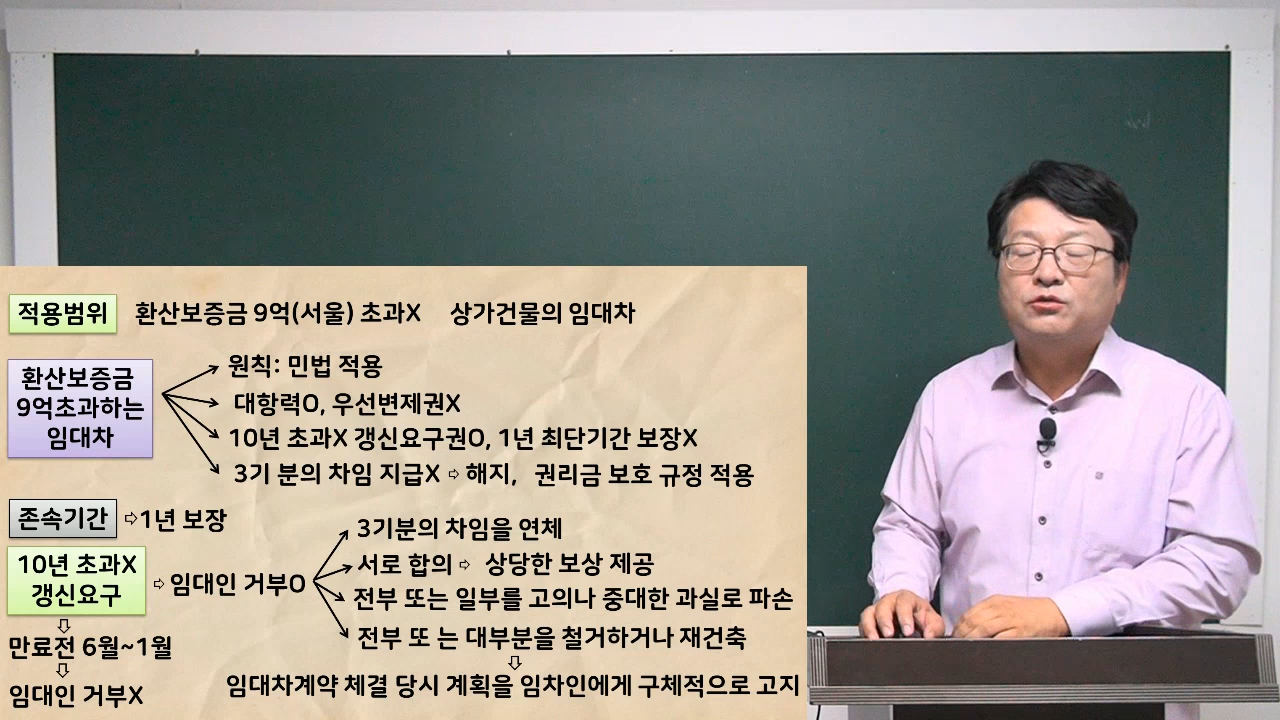 적용범위 환산보증금 9억(서울) 초과X 상가건물의 임대차
환산보증금
9억초과하는
임대차
원칙: 민법 적용
대항력O, 우선변제권X
10년 초과X 갱신요구권O, 1년 최단기간 보장X
3기 분의 차임 지급X ⇨ 해지, 권리금 보호 규정 적용
존속기간 ⇨1년 보장
10년 초과X
갱신요구
⇨ 임대인 거부O
3기분의 차임을 연체
서로 합의 ⇨ 상당한 보상 제공
전부 또는 일부를 고의나 중대한 과실로 파손
전부 또 는 대부분을 철거하거나 재건축
임대차계약 체결 당시 계획을 임차인에게 구체적으로 고지
만료전 6월~1월
임대인 거부X